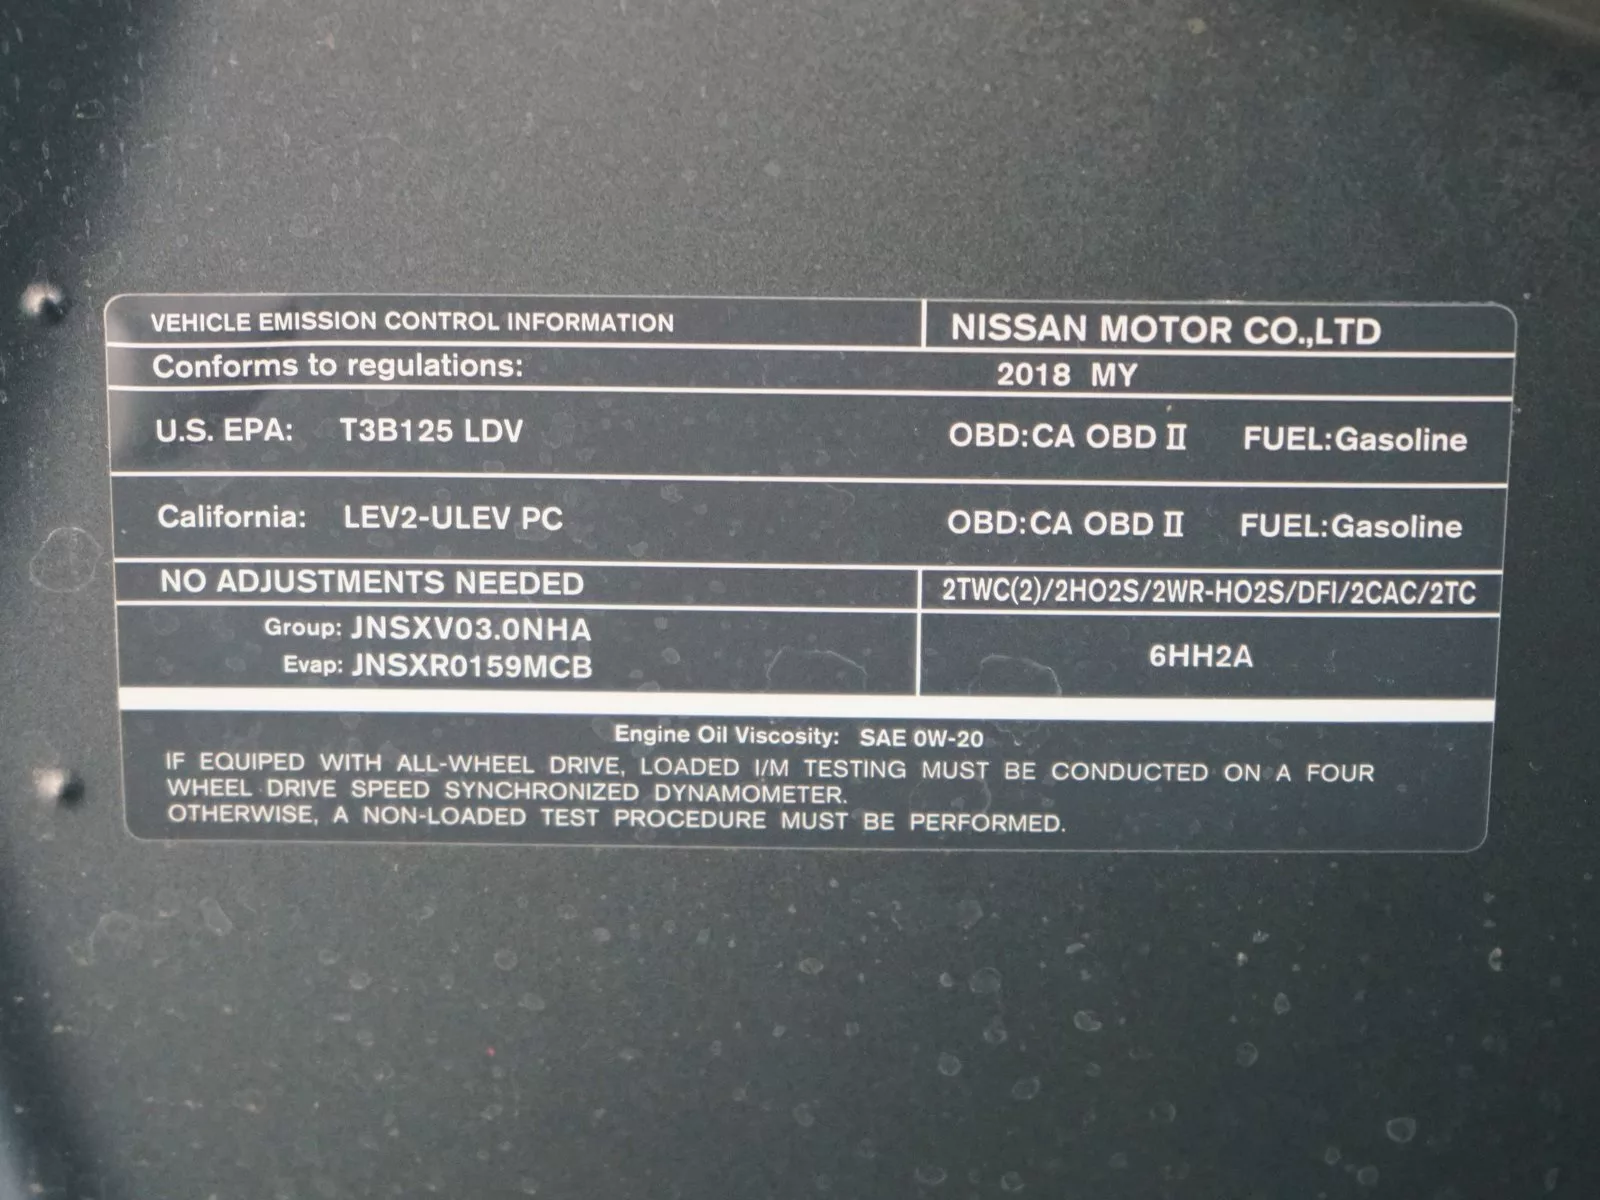 VEHICLE EMISSION CONTROL INFORMATION NISSAN MOTOR CO.,LTD
Conforms to regulations: 2018 MY
U.S. EPA: T3B125 LDV OBD:CA OBD II FUEL:Gasoline
California: LEV2-ULEV PC OBD:CA OBD II FUEL:Gasoline
NO ADJUSTMENTS NEEDED 2TWC(2)/2HO2S/2WR-HO2S/DFI/2CAC/2TC
Group: JNSXV03.0NHA
Evap: JNSXR0159MCB
6HH2A
Engine Oil Viscosity: SAE 0W-20
IF EQUIPED WITH ALL-WHEEL DRIVE, LOADED I/M TESTING MUST BE CONDUCTED ON A FOUR
WHEEL DRIVE SPEED SYNCHRONIZED DYNAMOMETER.
OTHERWISE, A NON-LOADED TEST PROCEDURE MUST BE PERFORMED.